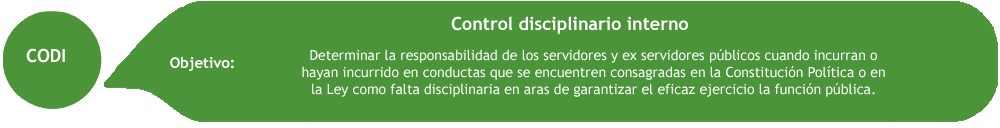 Control disciplinario interno
CODI
Objetivo:
Determinar la responsabilidad de los servidores y ex servidores públicos cuando incurran o
hayan incurrido en conductas que se encuentren consagradas en la Constitución Política o en
la Ley como falta disciplinaria en aras de garantizar el eficaz ejercicio la función pública.